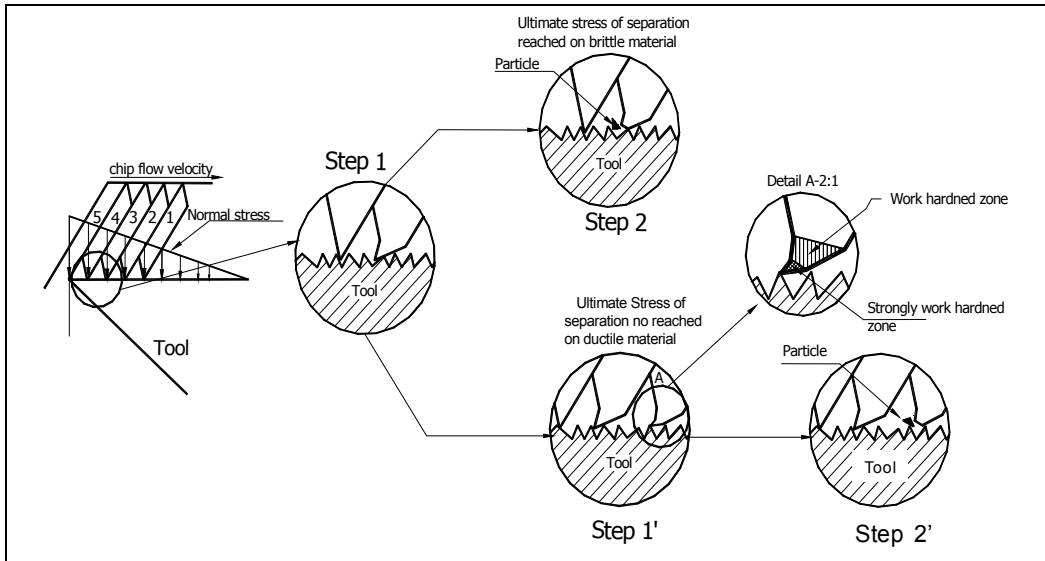 Ultimate stress of separation
reached on brittle material
Particle
Tool
Step 2
Step 1
Tool
chip flow velocity
5 4 3 2 1
Normal stress
Tool
Detail A-2:1
Work hardned zone
Strongly work hardned
zone
Ultimate Stress of
separation no reached
on ductile material
A
Tool
Step 1'
Particle
Tool
Step 2’